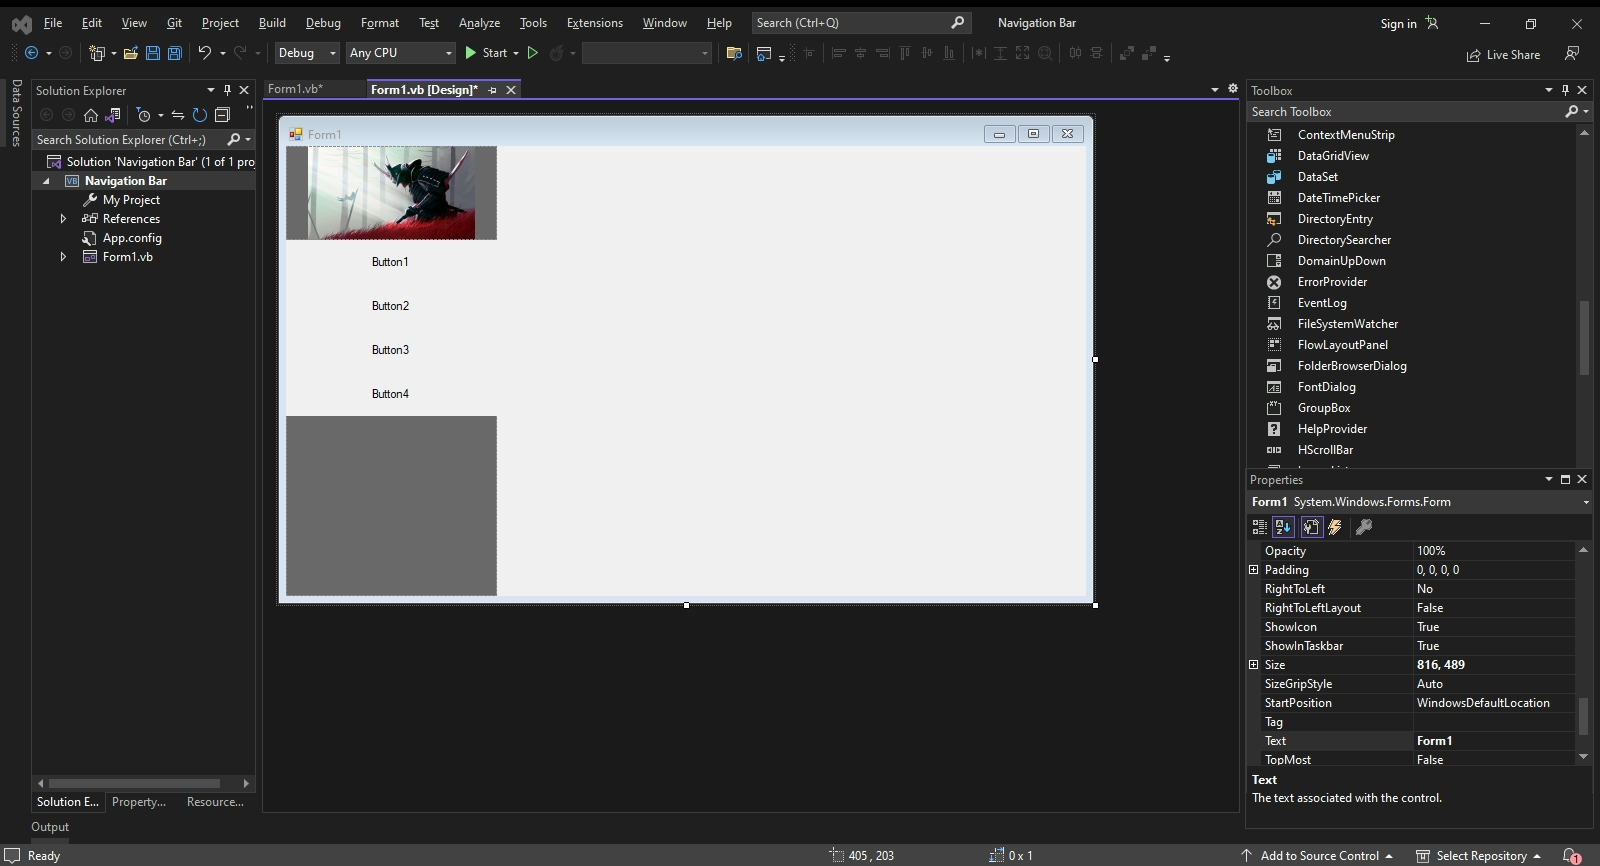 File Edit View Git Project Build Debug Format Test Analyze Tools Extensions Window Help Search (Ctrl+Q) Navigation Bar Sign in
Debug Any CPU Start Live Share
Data Sources
Solution Explorer
Search Solution Explorer (Ctrl+;)
Solution 'Navigation Bar' (1 of 1 pro
VB Navigation Bar
My Project
References
App.config
Form1.vb
Solution E... Property... Resource...
Output
Form1.vb* Form1.vb [Design]*
Form1
Button1
Button2
Button3
Button4
Toolbox
Search Toolbox
ContextMenuStrip
DataGridView
DataSet
DateTimePicker
DirectoryEntry
DirectorySearcher
DomainUpDown
ErrorProvider
EventLog
FileSystemWatcher
FlowLayoutPanel
FolderBrowserDialog
FontDialog
GroupBox
HelpProvider
HScrollBar
Properties
Form1 System.Windows.Forms.Form
Opacity 100%
Padding 0, 0, 0, 0
RightToLeft No
RightToLeftLayout False
ShowIcon True
ShowInTaskbar True
Size 816, 489
SizeGripStyle Auto
StartPosition WindowsDefaultLocation
Tag
Text Form1
TopMost False
Text
The text associated with the control.
Ready 405 , 203 0 x 1 Add to Source Control Select Repository 1